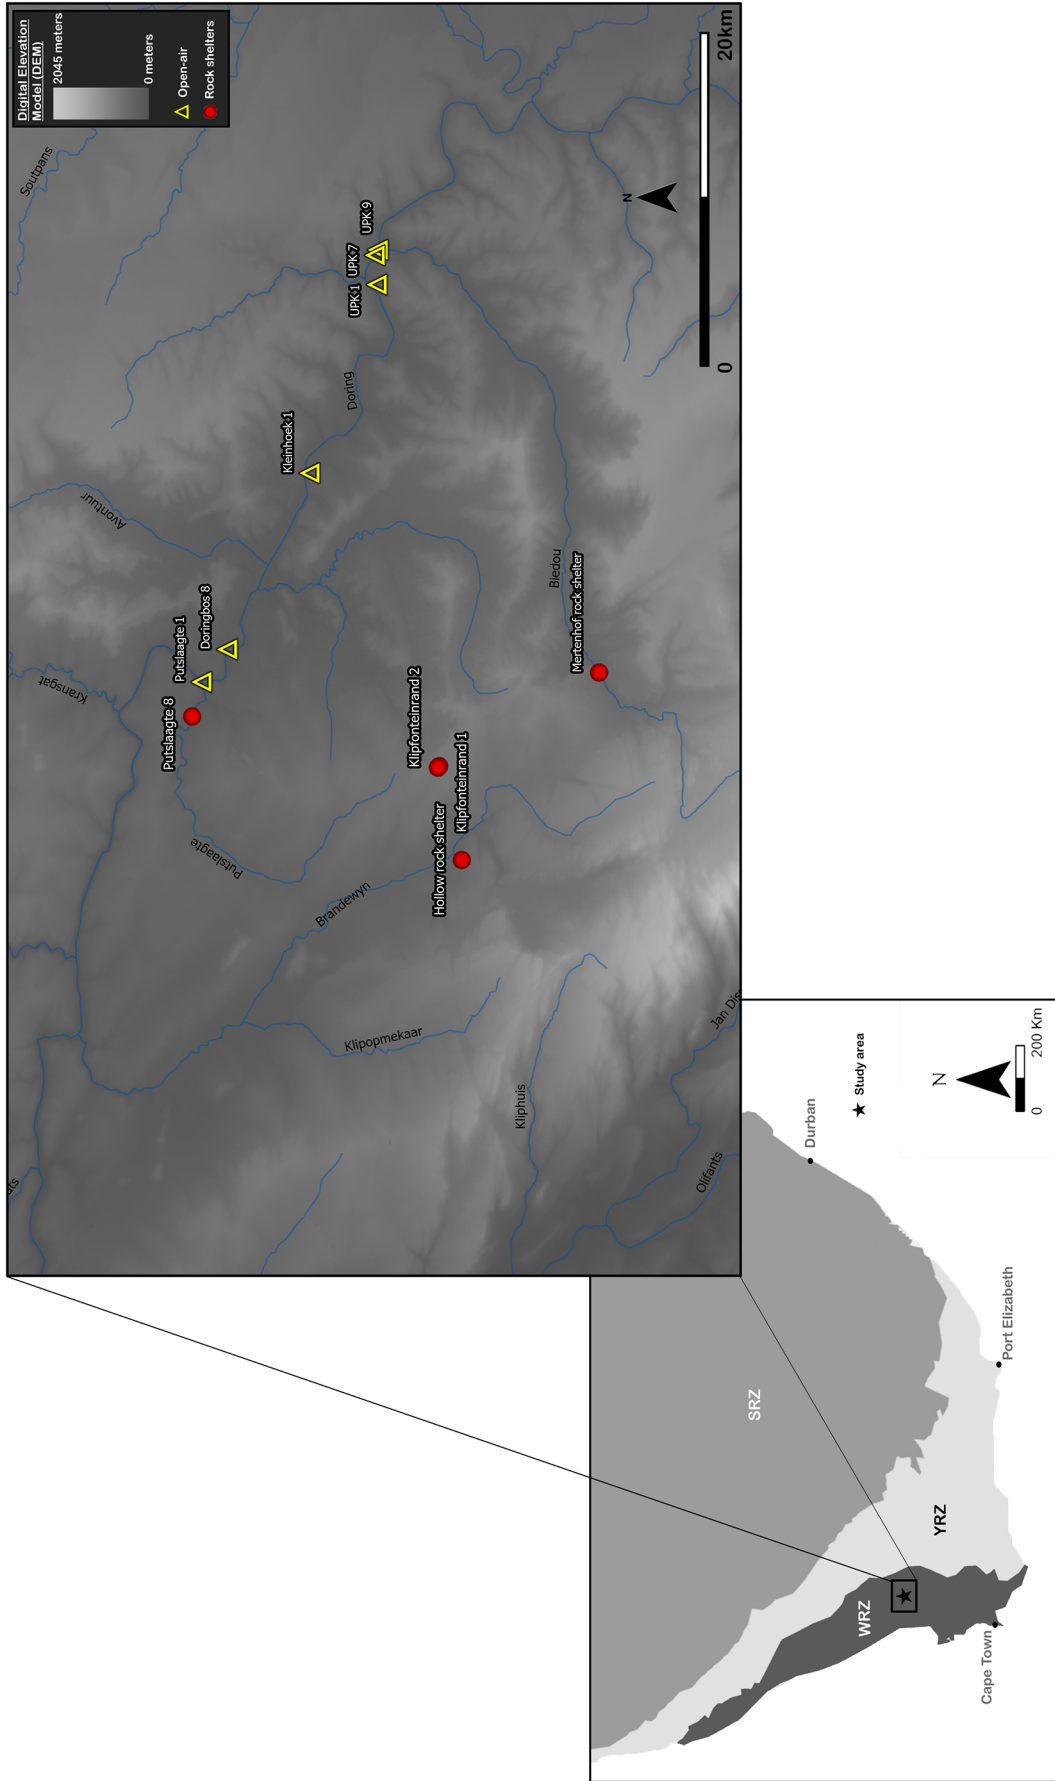 Digital Elevation
Model (DEM)
2045 meters
0 meters
Open-air
Rock shelters
Soutpans
Kransgat
Avontuur
Putslaagte 8
Putslaagte 1
Doringbos 8
Kleinhoek 1
Doring
UPK 1
UPK 7
UPK 9
Putslaagte
Brandewyn
Klipfonteinrand 2
Klipfonteinrand 1
Hollow rock shelter
Klipopmekaar
Kliphuis
Biedou
Mertenhof rock shelter
Jan Dis
Olifants
N
0
20km
SRZ
YRZ
WRZ
Cape Town
Port Elizabeth
Durban
Study area
N
0
200 Km